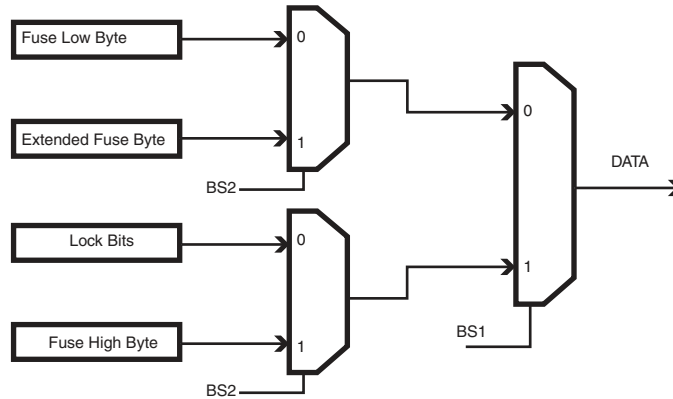 Fuse Low Byte
0
Extended Fuse Byte
1
BS2
0
DATA
Lock Bits
0
1
Fuse High Byte
1
BS1
BS2